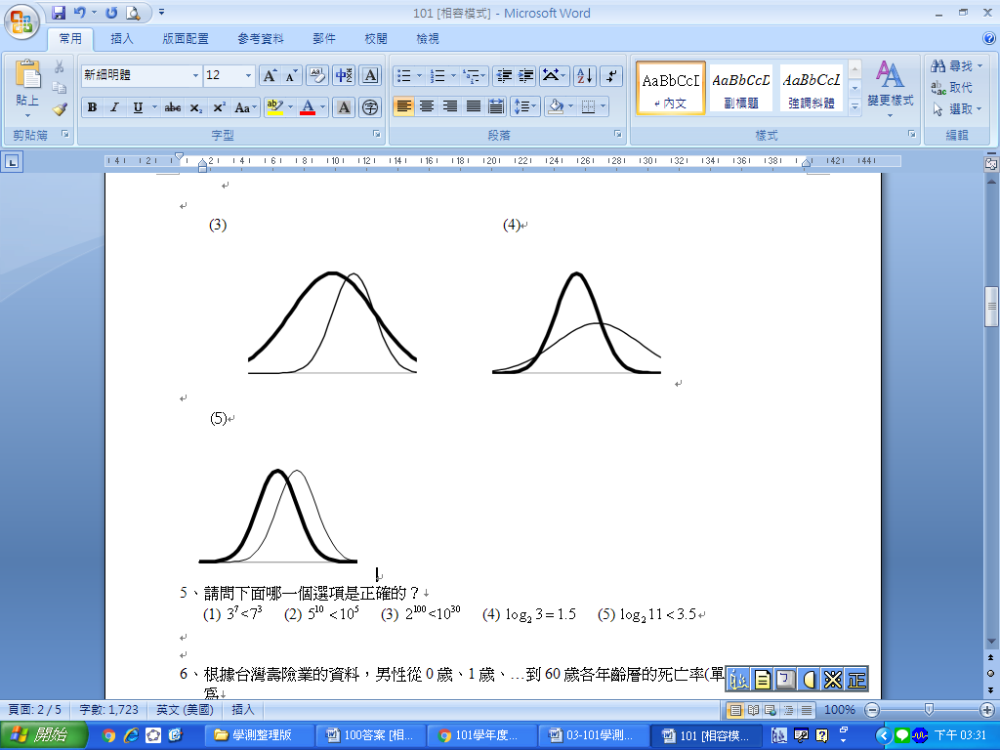 101 [相容模式] - Microsoft Word
常用 插入 版面配置 參考資料 郵件 校閱 檢視
貼上
新細明體 12
AaBbCcI AaBbCcD AaBbCcL
↵內文 副標題 強調斜體 變更樣式
尋找
取代
選取
剪貼簿 字型 段落 樣式 編輯
(3) (4)
(5)
5、請問下面哪一個選項是正確的？
(1) 3^7<7^3 (2) 5^10 <10^5 (3) 2^100<10^30 (4) log₂3=1.5 (5) log₂11<3.5
6、根據台灣壽險業的資料，男性從 0 歲、1 歲、…到 60 歲各年齡層的死亡率(單
為
頁面: 2 / 5 字數: 1,723 英文 (美國) 插入 100%
開始 學測整理版 100答案 [相... 101學年度... 03-101學測... 101 [相容模... 下午 03:31